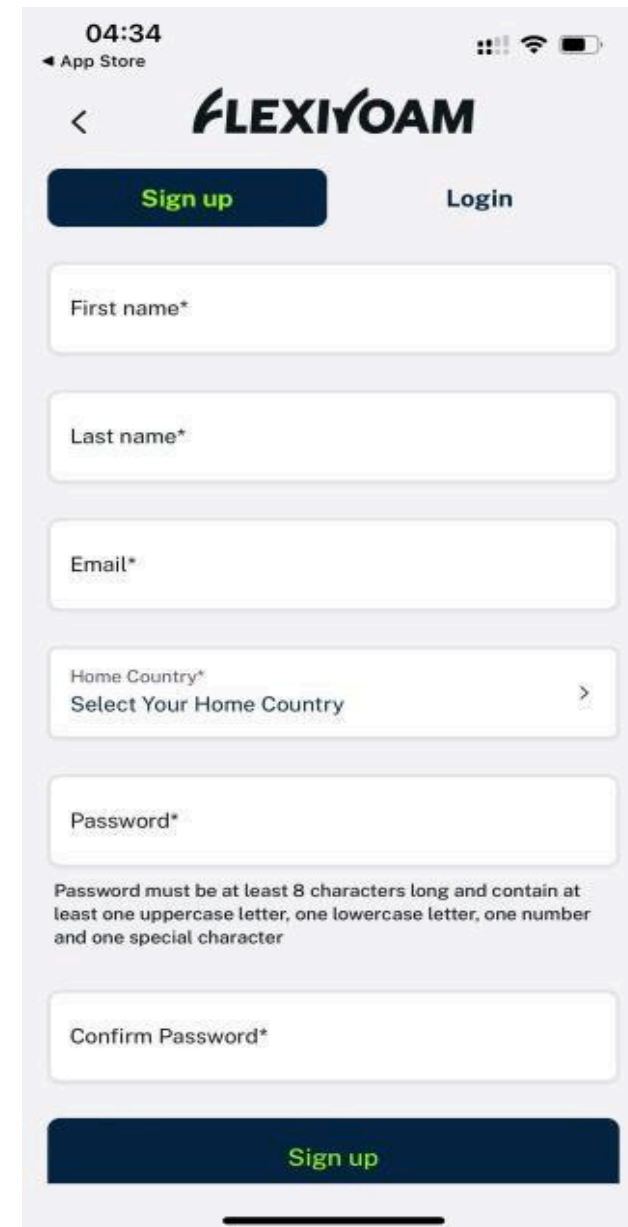 04:34
◀ App Store
FLEXIROAM
Sign up
Login
First name*
Last name*
Email*
Home Country*
Select Your Home Country
Password*
Password must be at least 8 characters long and contain at
least one uppercase letter, one lowercase letter, one number
and one special character
Confirm Password*
Sign up